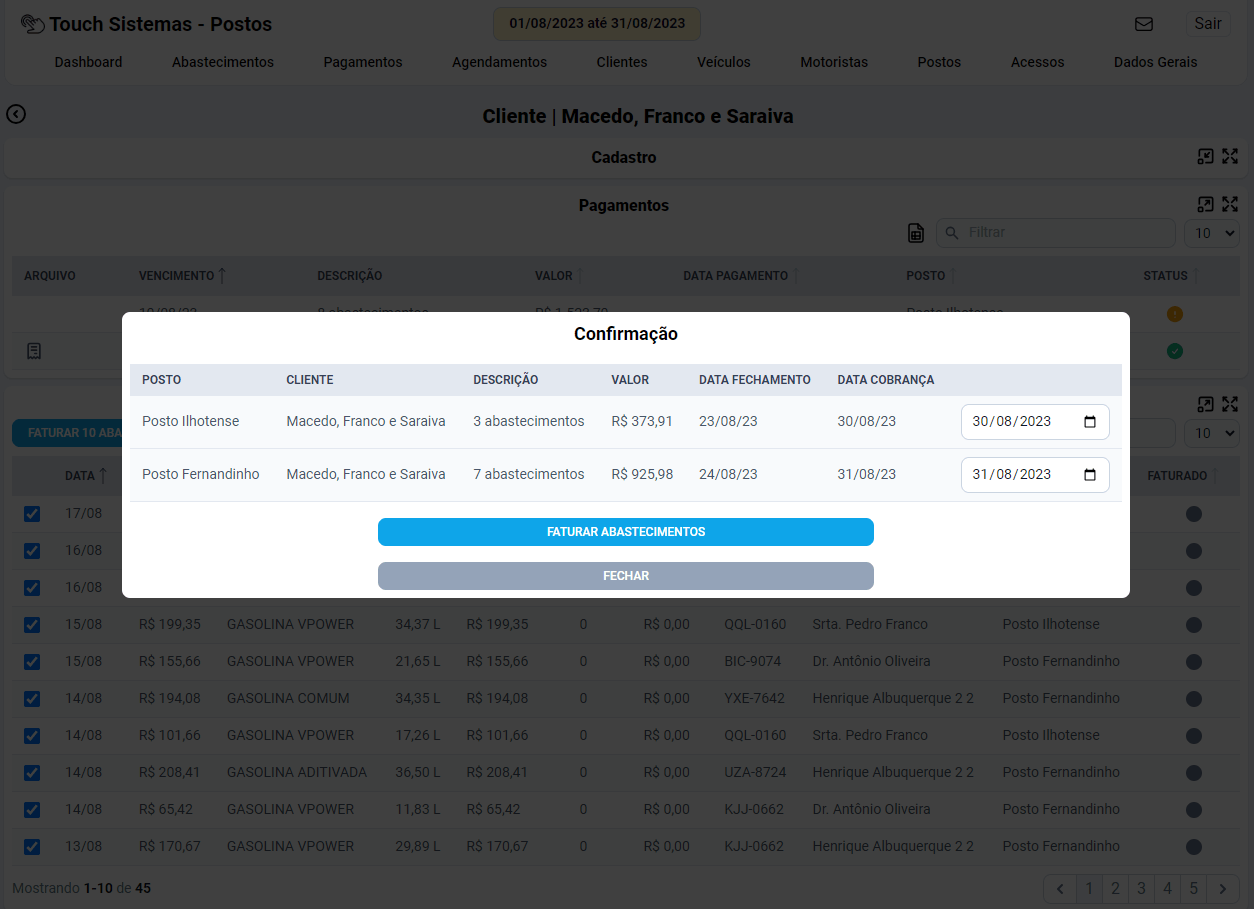 Touch Sistemas - Postos 01/08/2023 até 31/08/2023 Sair
Dashboard Abastecimentos Pagamentos Agendamentos Clientes Veículos Motoristas Postos Acessos Dados Gerais
Cliente | Macedo, Franco e Saraiva
Cadastro
Pagamentos
Filtrar 10
ARQUIVO VENCIMENTO DESCRIÇÃO VALOR DATA PAGAMENTO POSTO STATUS
Confirmação
POSTO CLIENTE DESCRIÇÃO VALOR DATA FECHAMENTO DATA COBRANÇA
Posto Ilhotense Macedo, Franco e Saraiva 3 abastecimentos R$ 373,91 23/08/23 30/08/23 30/08/2023
Posto Fernandinho Macedo, Franco e Saraiva 7 abastecimentos R$ 925,98 24/08/23 31/08/23 31/08/2023
FATURAR ABASTECIMENTOS
FECHAR
FATURAR 10 ABA 10
DATA FATURADO
17/08
16/08
16/08
15/08 R$ 199,35 GASOLINA VPOWER 34,37 L R$ 199,35 0 R$ 0,00 QQL-0160 Srta. Pedro Franco Posto Ilhotense
15/08 R$ 155,66 GASOLINA VPOWER 21,65 L R$ 155,66 0 R$ 0,00 BIC-9074 Dr. Antônio Oliveira Posto Fernandinho
14/08 R$ 194,08 GASOLINA COMUM 34,35 L R$ 194,08 0 R$ 0,00 YXE-7642 Henrique Albuquerque 2 2 Posto Fernandinho
14/08 R$ 101,66 GASOLINA VPOWER 17,26 L R$ 101,66 0 R$ 0,00 QQL-0160 Srta. Pedro Franco Posto Ilhotense
14/08 R$ 208,41 GASOLINA ADITIVADA 36,50 L R$ 208,41 0 R$ 0,00 UZA-8724 Henrique Albuquerque 2 2 Posto Fernandinho
14/08 R$ 65,42 GASOLINA VPOWER 11,83 L R$ 65,42 0 R$ 0,00 KJJ-0662 Dr. Antônio Oliveira Posto Fernandinho
13/08 R$ 170,67 GASOLINA VPOWER 29,89 L R$ 170,67 0 R$ 0,00 KJJ-0662 Henrique Albuquerque 2 2 Posto Fernandinho
Mostrando 1-10 de 45 1 2 3 4 5